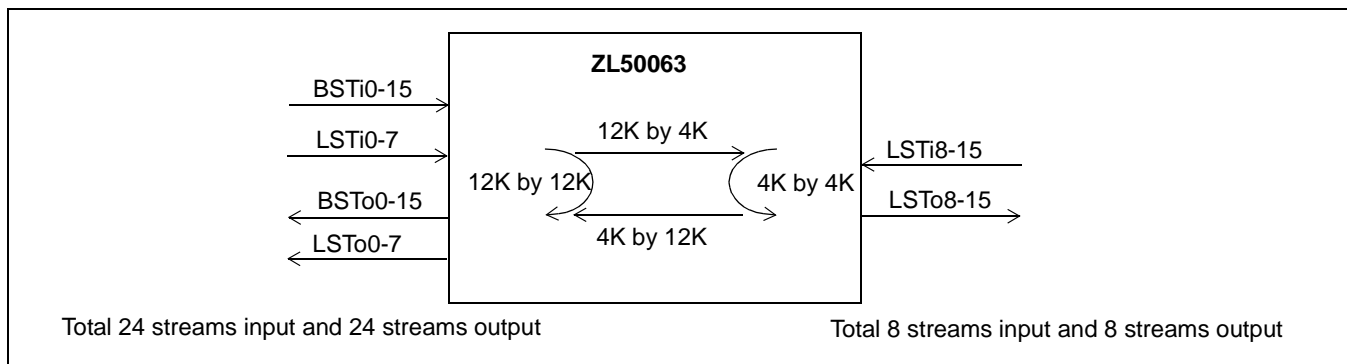 ZL50063
BSTi0-15
LSTi0-7
BSTo0-15
LSTo0-7
12K by 4K
12K by 12K
4K by 4K
4K by 12K
LSTi8-15
LSTo8-15
Total 24 streams input and 24 streams output
Total 8 streams input and 8 streams output